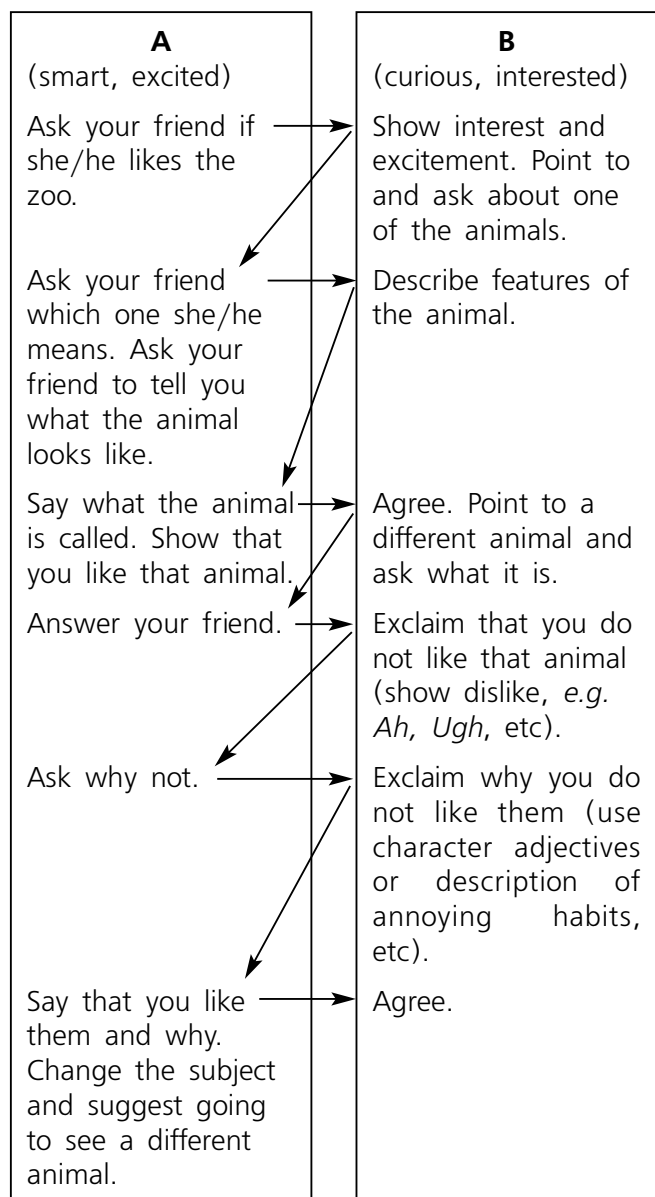 A
(smart, excited)
Ask your friend if
she/he likes the
zoo.
B
(curious, interested)
Show interest and
excitement. Point to
and ask about one
of the animals.
Ask your friend
which one she/he
means. Ask your
friend to tell you
what the animal
looks like.
Describe features of
the animal.
Say what the animal
is called. Show that
you like that animal.
Agree. Point to a
different animal and
ask what it is.
Answer your friend.
Exclaim that you do
not like that animal
(show dislike, e.g.
Ah, Ugh, etc).
Ask why not.
Exclaim why you do
not like them (use
character adjectives
or description of
annoying habits,
etc).
Say that you like
them and why.
Change the subject
and suggest going
to see a different
animal.
Agree.